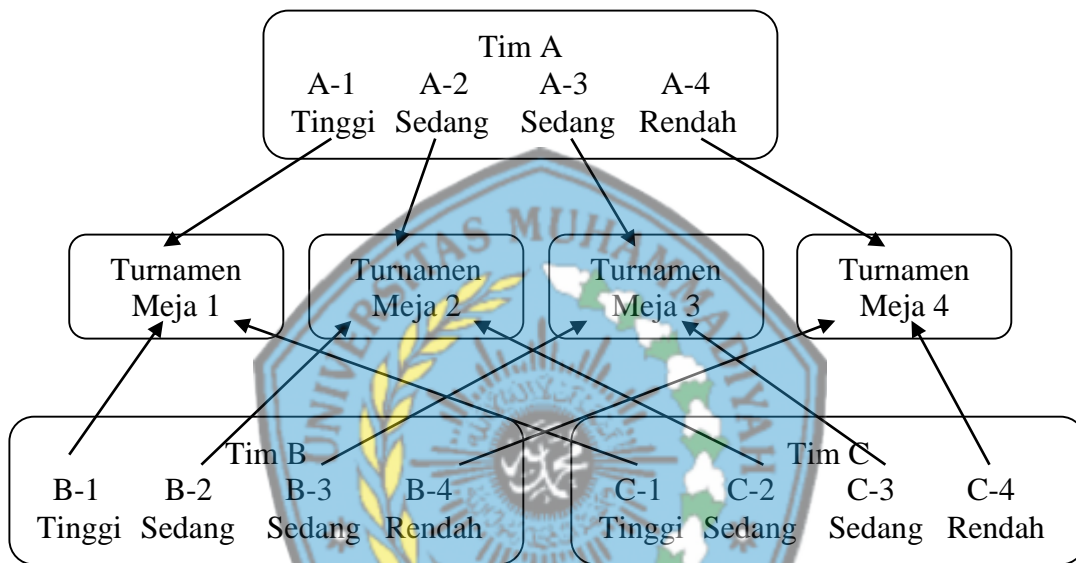 Tim A
A-1 A-2 A-3 A-4
Tinggi Sedang Sedang Rendah
Turnamen Meja 1
Turnamen Meja 2
Turnamen Meja 3
Turnamen Meja 4
Tim B
B-1 B-2 B-3 B-4
Tinggi Sedang Sedang Rendah
Tim C
C-1 C-2 C-3 C-4
Tinggi Sedang Sedang Rendah
UNIVERSITAS MUHAMMADIYAH